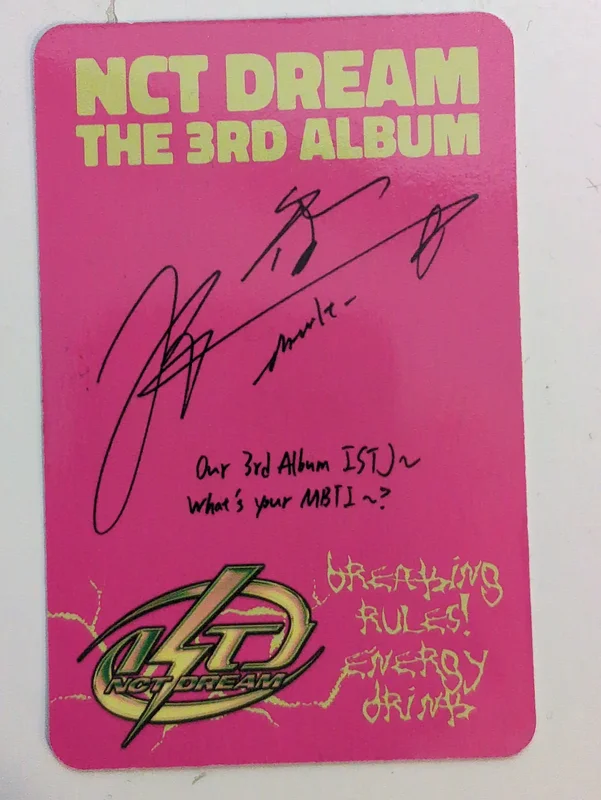 NCT DREAM
THE 3RD ALBUM
Our 3rd Album ISTJ~
What's your MBTI~?
ISTJ
NCT DREAM
BREAKING
RULES!
ENERGY
DRINK